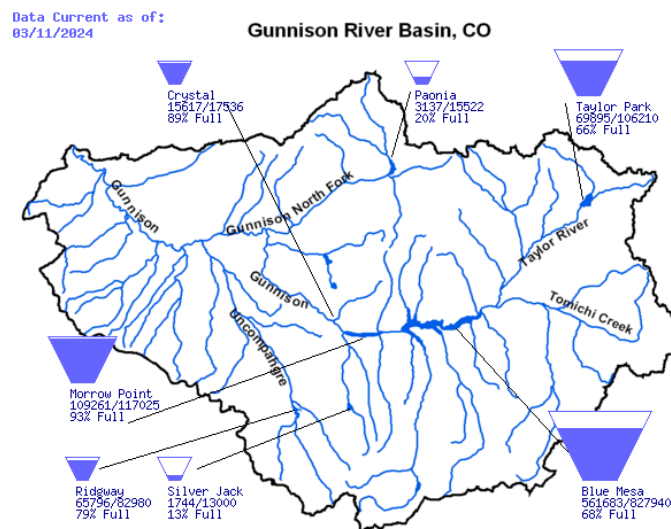 Data Current as of:
03/11/2024
Gunnison River Basin, CO
Crystal
15617/17536
89% Full
Paonia
3137/15522
20% Full
Taylor Park
69895/106210
66% Full
Gunnison
Gunnison North Fork
Taylor River
Gunnison
Tomichi Creek
Uncompahgre
Morrow Point
109261/117025
93% Full
Ridgway
65796/82980
79% Full
Silver Jack
1744/13000
13% Full
Blue Mesa
561683/827940
68% Full